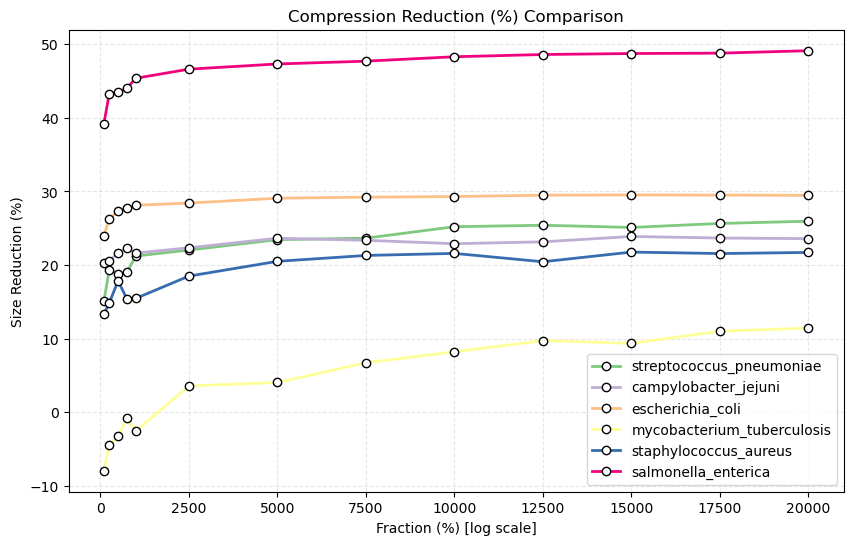 Compression Reduction (%) Comparison
Size Reduction (%)
50
40
30
20
10
0
−10
streptococcus_pneumoniae
campylobacter_jejuni
escherichia_coli
mycobacterium_tuberculosis
staphylococcus_aureus
salmonella_enterica
0 2500 5000 7500 10000 12500 15000 17500 20000
Fraction (%) [log scale]